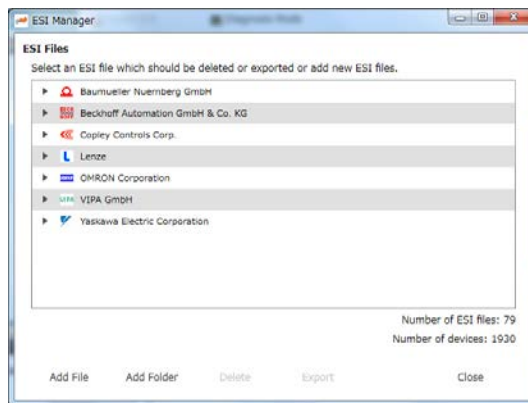 ESI Manager
ESI Files
Select an ESI file which should be deleted or exported or add new ESI files.
Baumueller Nuernberg GmbH
Beckhoff Automation GmbH & Co. KG
Copley Controls Corp.
Lenze
OMRON Corporation
VIPA GmbH
Yaskawa Electric Corporation
Number of ESI files: 79
Number of devices: 1930
Add File Add Folder Delete Export Close